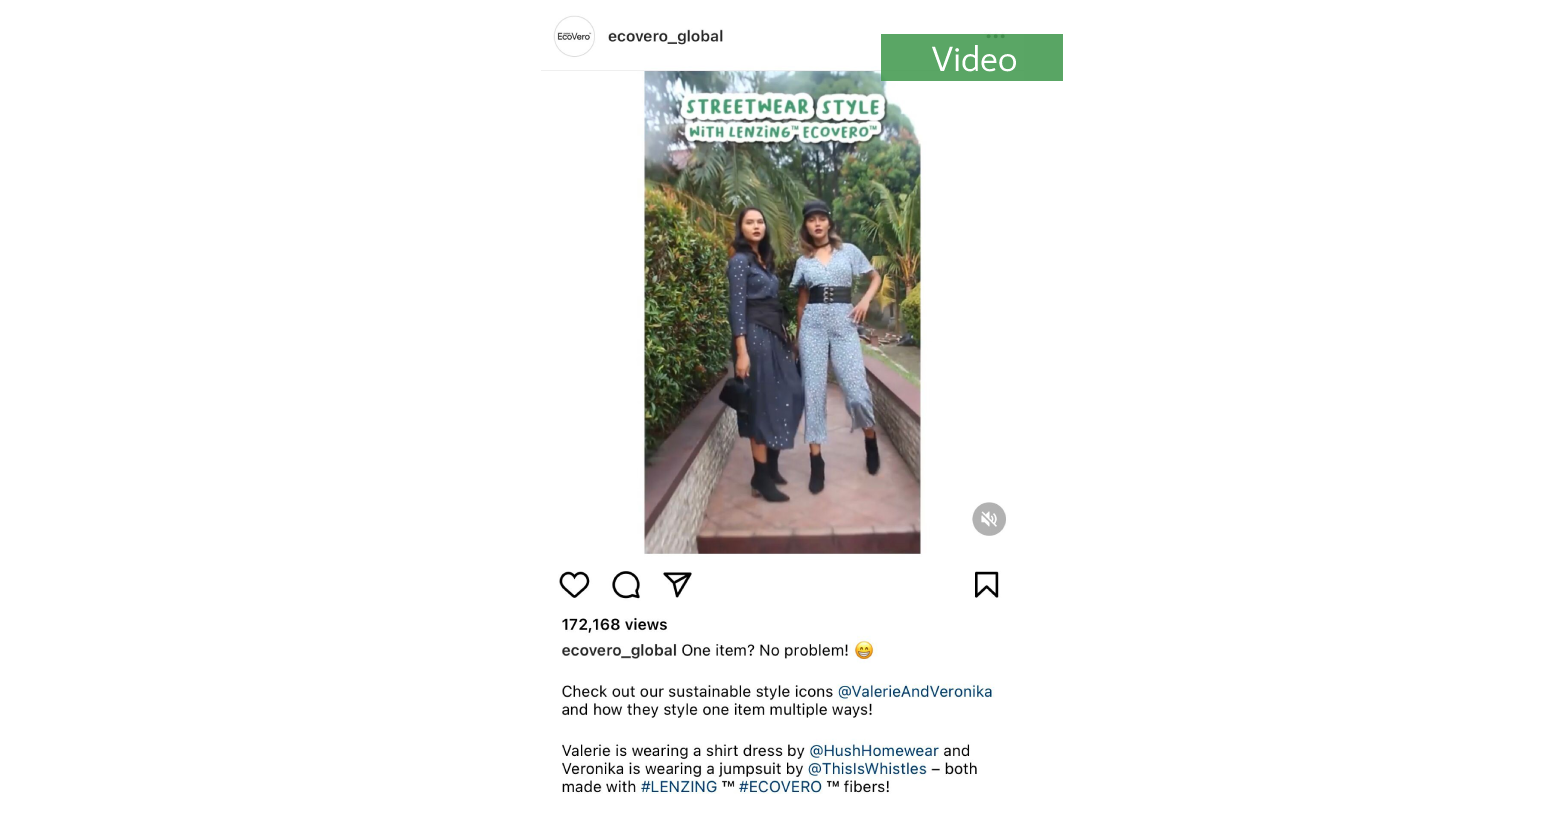 EcoVero™
ecovero_global
Video
STREETWEAR STYLE
WITH LENZING™ ECOVERO™
172,168 views
ecovero_global One item? No problem! 😁
Check out our sustainable style icons @ValerieAndVeronika
and how they style one item multiple ways!
Valerie is wearing a shirt dress by @HushHomewear and
Veronika is wearing a jumpsuit by @ThisIsWhistles – both
made with #LENZING ™ #ECOVERO ™ fibers!